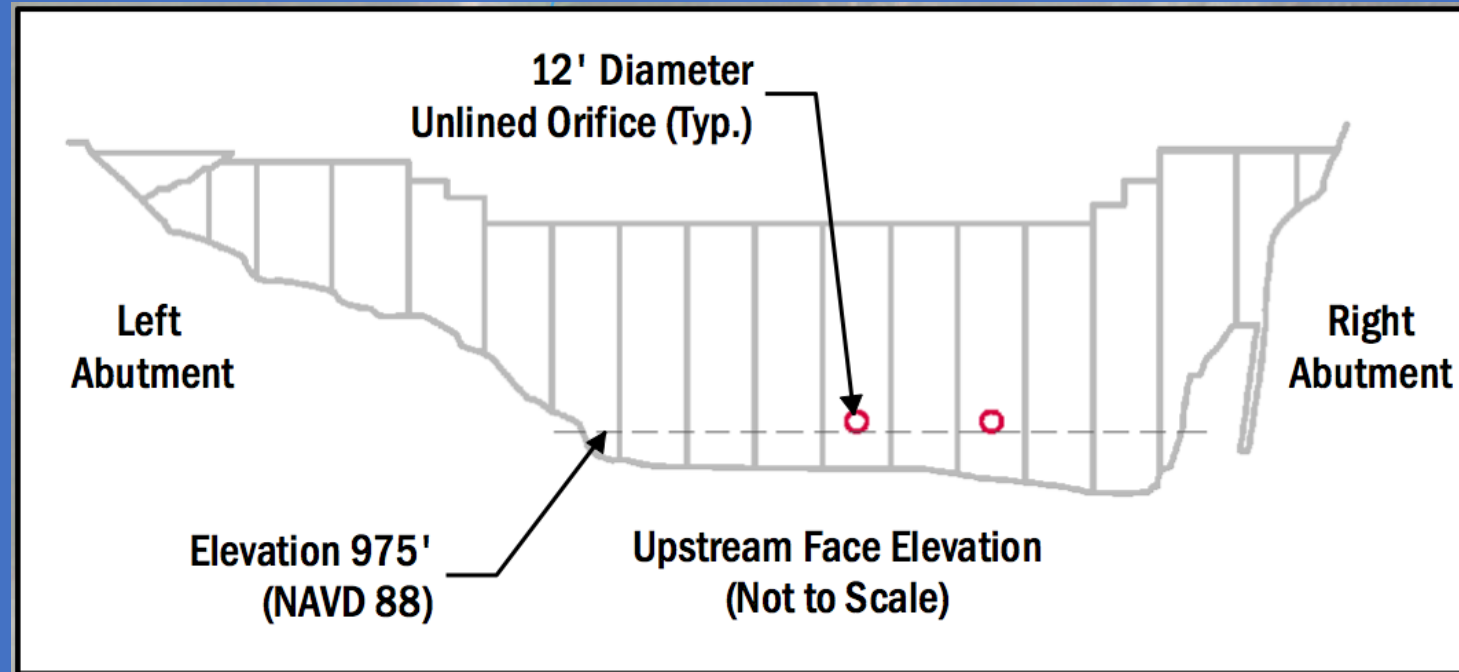 12' Diameter
Unlined Orifice (Typ.)
Left
Abutment
Right
Abutment
Elevation 975'
(NAVD 88)
Upstream Face Elevation
(Not to Scale)